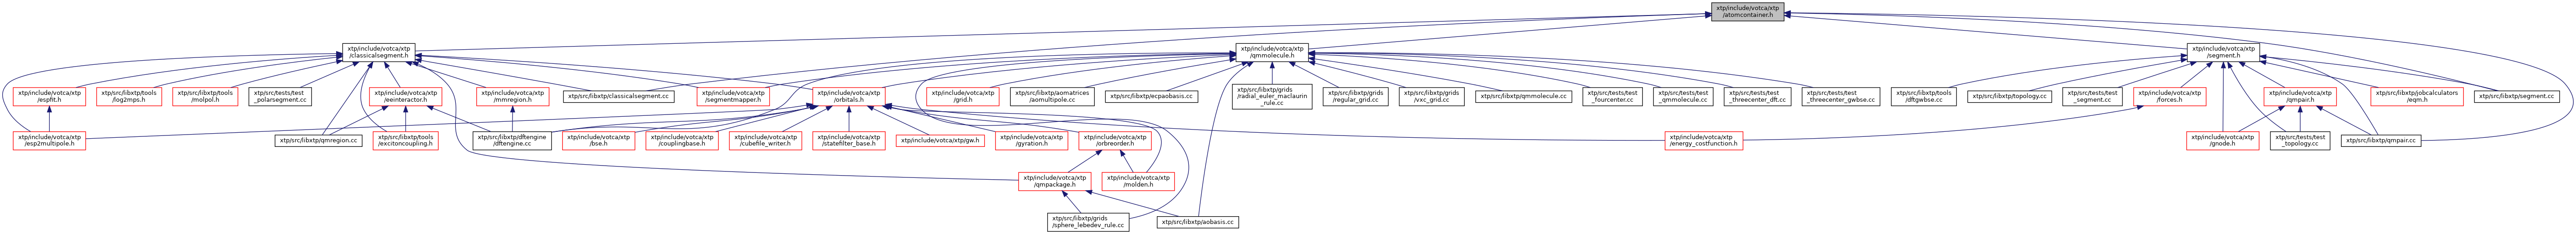 xtp/include/votca/xtp
/atomcontainer.h
xtp/include/votca/xtp
/classicalsegment.h
xtp/include/votca/xtp
/qmmolecule.h
xtp/include/votca/xtp
/segment.h
xtp/include/votca/xtp
/espfit.h
xtp/src/libxtp/tools
/log2mps.h
xtp/src/libxtp/tools
/molpol.h
xtp/src/tests/test
_polarsegment.cc
xtp/include/votca/xtp
/eeinteractor.h
xtp/include/votca/xtp
/mmregion.h
xtp/src/libxtp/classicalsegment.cc
xtp/include/votca/xtp
/segmentmapper.h
xtp/include/votca/xtp
/orbitals.h
xtp/include/votca/xtp
/grid.h
xtp/src/libxtp/aomatrices
/aomultipole.cc
xtp/src/libxtp/ecpaobasis.cc
xtp/src/libxtp/grids
/radial_euler_maclaurin
_rule.cc
xtp/src/libxtp/grids
/regular_grid.cc
xtp/src/libxtp/grids
/vxc_grid.cc
xtp/src/libxtp/qmmolecule.cc
xtp/src/tests/test
_fourcenter.cc
xtp/src/tests/test
_qmmolecule.cc
xtp/src/tests/test
_threecenter_dft.cc
xtp/src/tests/test
_threecenter_gwbse.cc
xtp/src/libxtp/tools
/dftgwbse.cc
xtp/src/libxtp/topology.cc
xtp/src/tests/test
_segment.cc
xtp/include/votca/xtp
/forces.h
xtp/include/votca/xtp
/qmpair.h
xtp/src/libxtp/jobcalculators
/eqm.h
xtp/src/libxtp/segment.cc
xtp/include/votca/xtp
/esp2multipole.h
xtp/src/libxtp/qmregion.cc
xtp/src/libxtp/tools
/excitoncoupling.h
xtp/src/libxtp/dftengine
/dftengine.cc
xtp/include/votca/xtp
/bse.h
xtp/include/votca/xtp
/couplingbase.h
xtp/include/votca/xtp
/cubefile_writer.h
xtp/include/votca/xtp
/statefilter_base.h
xtp/include/votca/xtp/gw.h
xtp/include/votca/xtp
/gyration.h
xtp/include/votca/xtp
/orbreorder.h
xtp/include/votca/xtp
/energy_costfunction.h
xtp/include/votca/xtp
/gnode.h
xtp/src/tests/test
_topology.cc
xtp/src/libxtp/qmpair.cc
xtp/include/votca/xtp
/qmpackage.h
xtp/include/votca/xtp
/molden.h
xtp/src/libxtp/grids
/sphere_lebedev_rule.cc
xtp/src/libxtp/aobasis.cc